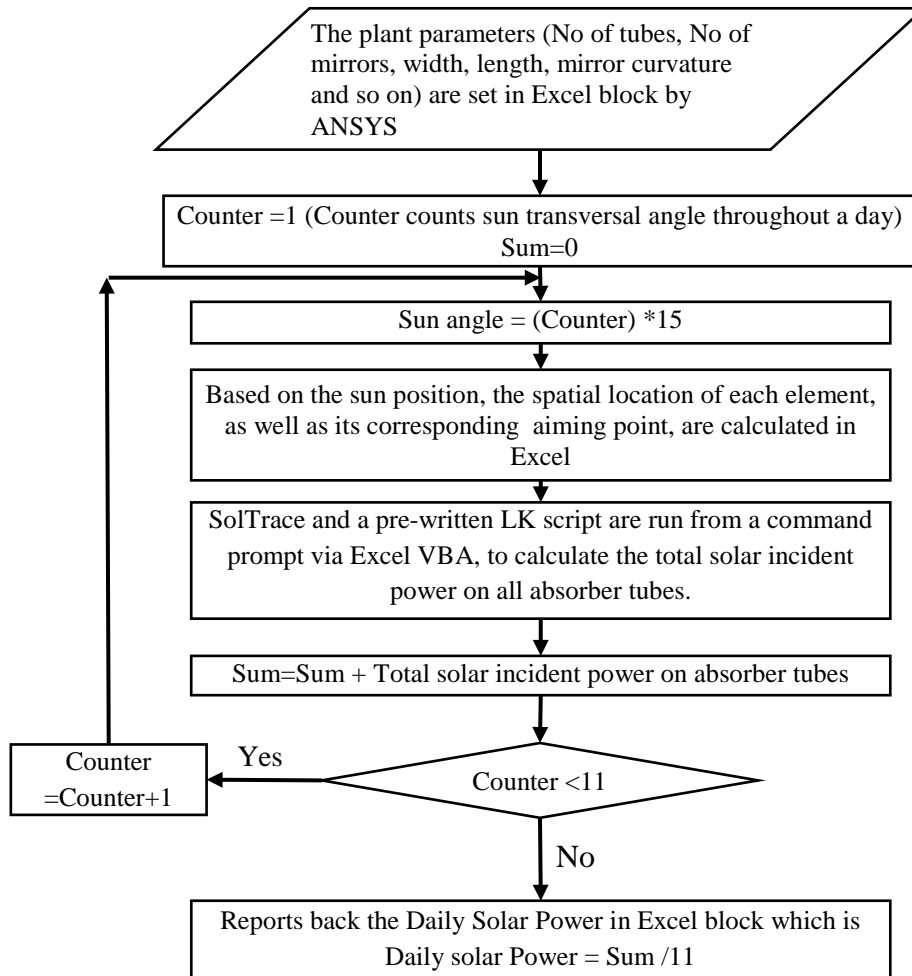 The plant parameters (No of tubes, No of
mirrors, width, length, mirror curvature
and so on) are set in Excel block by
ANSYS
Counter =1 (Counter counts sun transversal angle throughout a day)
Sum=0
Sun angle = (Counter) *15
Based on the sun position, the spatial location of each element,
as well as its corresponding aiming point, are calculated in
Excel
SolTrace and a pre-written LK script are run from a command
prompt via Excel VBA, to calculate the total solar incident
power on all absorber tubes.
Sum=Sum + Total solar incident power on absorber tubes
Counter <11
Yes
Counter
=Counter+1
No
Reports back the Daily Solar Power in Excel block which is
Daily solar Power = Sum /11